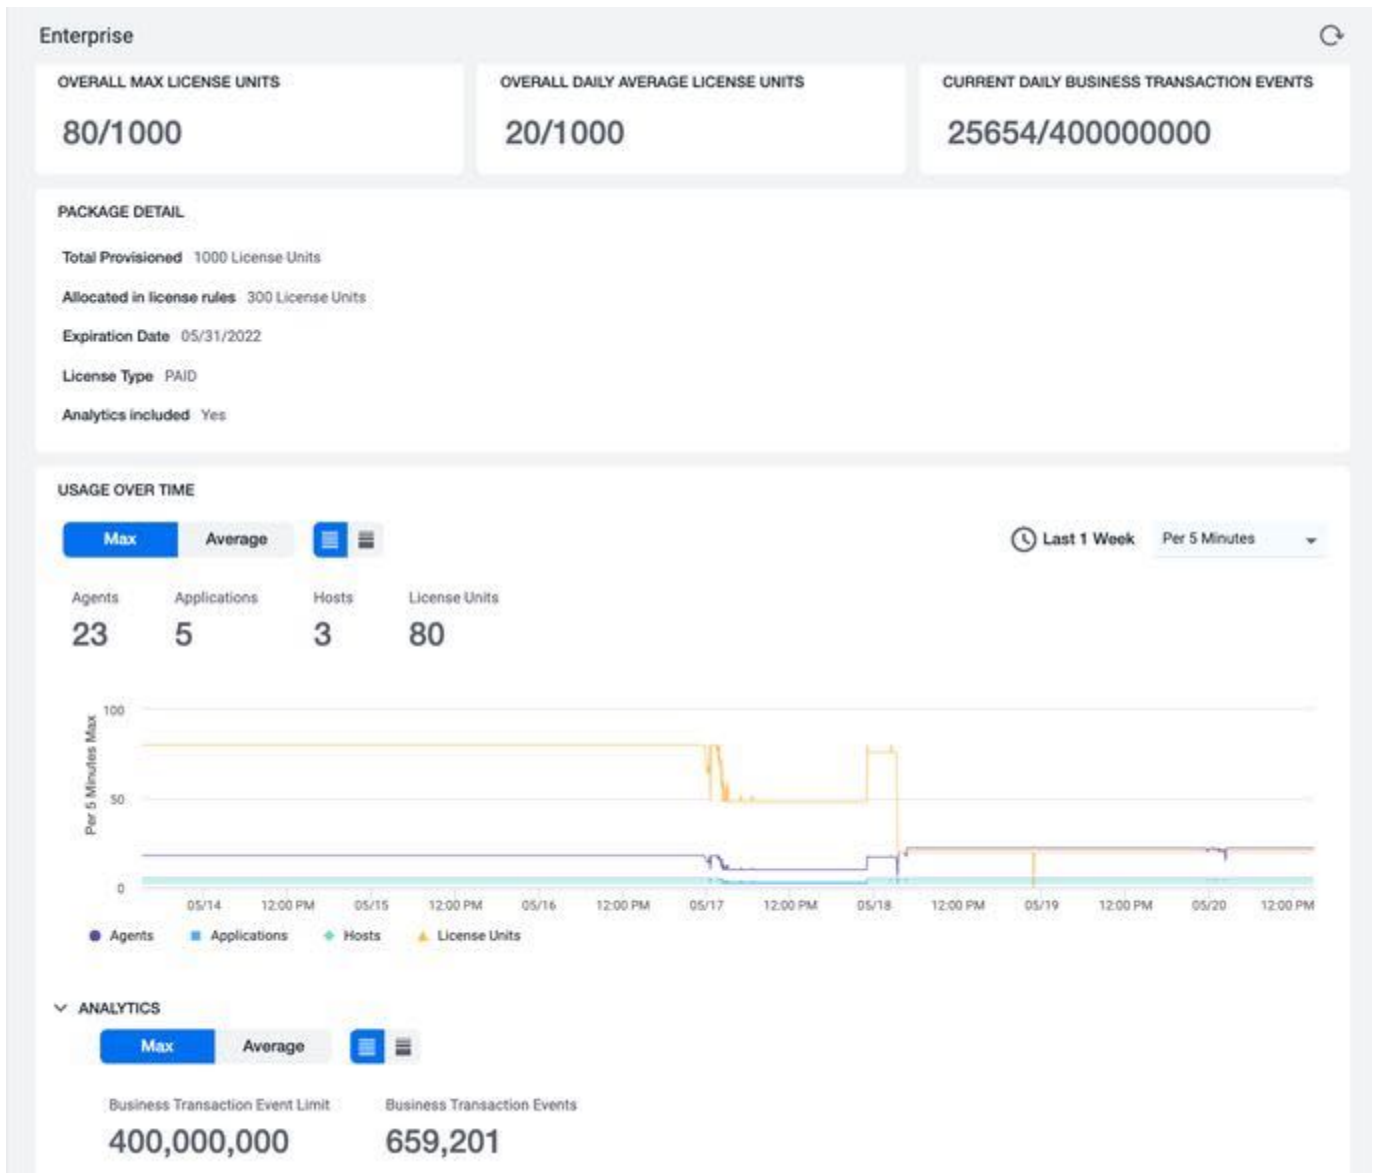 Enterprise
OVERALL MAX LICENSE UNITS
80/1000
OVERALL DAILY AVERAGE LICENSE UNITS
20/1000
CURRENT DAILY BUSINESS TRANSACTION EVENTS
25654/400000000
PACKAGE DETAIL
Total Provisioned 1000 License Units
Allocated in license rules 300 License Units
Expiration Date 05/31/2022
License Type PAID
Analytics included Yes
USAGE OVER TIME
Max Average
Last 1 Week Per 5 Minutes
Agents Applications Hosts License Units
23 5 3 80
Per 5 Minutes Max
100
50
0
05/14 12:00 PM 05/15 12:00 PM 05/16 12:00 PM 05/17 12:00 PM 05/18 12:00 PM 05/19 12:00 PM 05/20 12:00 PM
Agents Applications Hosts License Units
ANALYTICS
Max Average
Business Transaction Event Limit Business Transaction Events
400,000,000 659,201